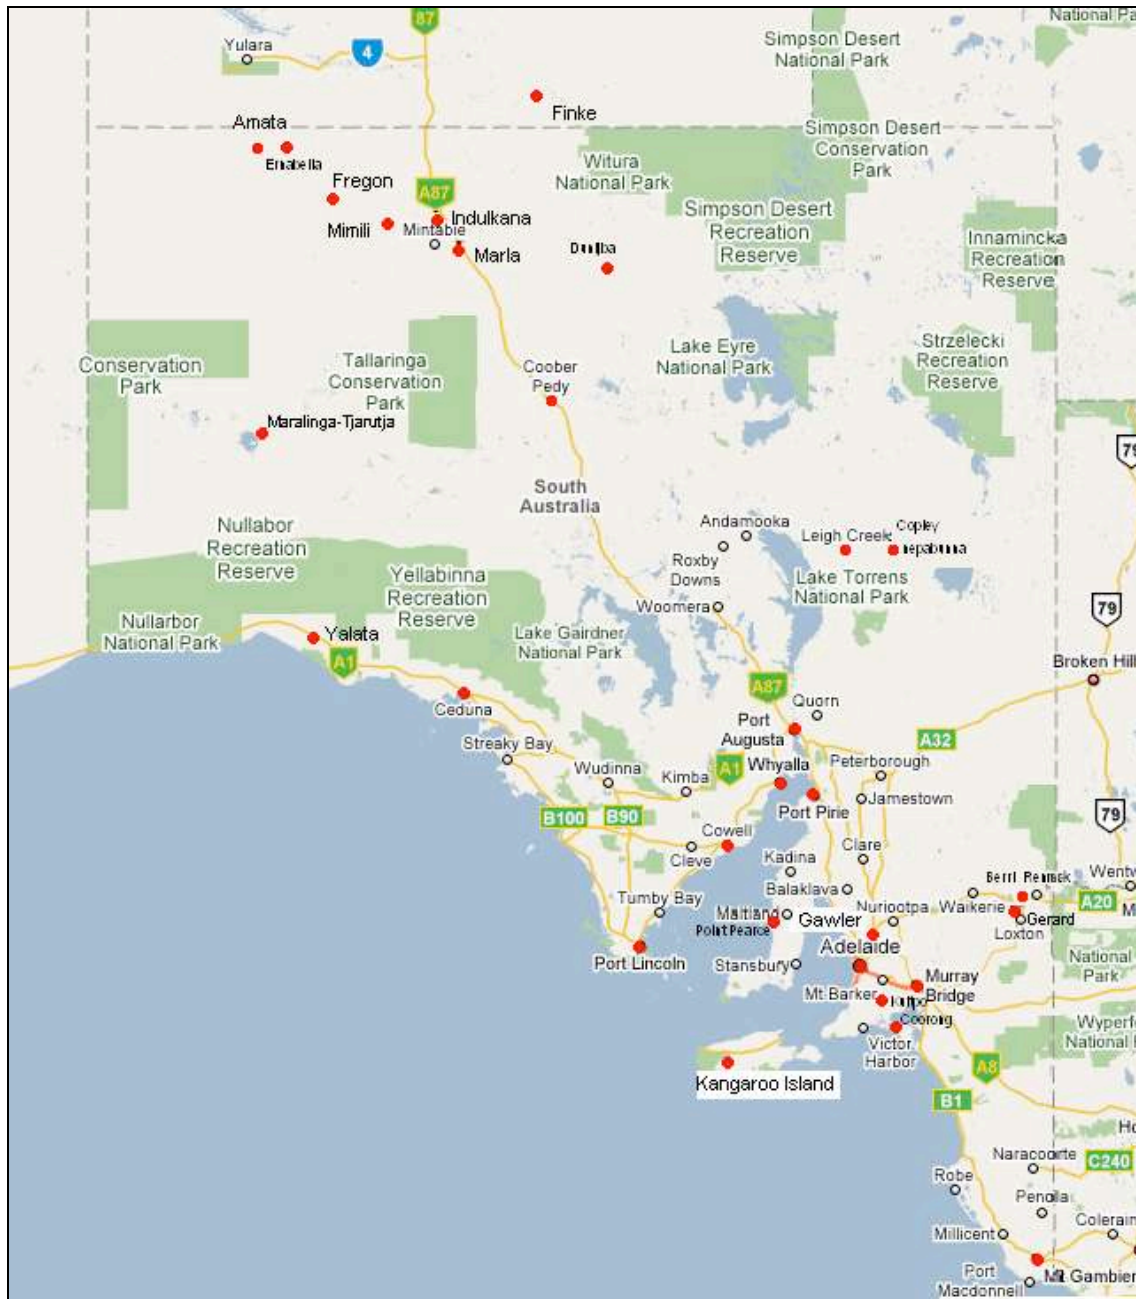 87
National Pa
Yulara
4
Simpson Desert
National Park
Finke
Amata
Ernabella
Simpson Desert
Conservation
Park
Witura
National Park
Fregon
A87
Indulkana
Mimili
Mintabie
Marla
Simpson Desert
Recreation
Reserve
Innamincka
Recreation
Reserve
Conservation
Park
Tallaringa
Conservation
Park
Coober
Pedy
Lake Eyre
National Park
Strzelecki
Recreation
Reserve
Maralinga-Tjarutja
79
South
Australia
Nullabor
Recreation
Reserve
Andamooka
Leigh Creek
Copley
nepabunna
Roxby
Downs
Lake Torrens
National Park
Yellabinna
Recreation
Reserve
Woomera
79
Nullarbor
National Park
Yalata
A1
Lake Gairdner
National Park
Broken Hill
A87
Ceduna
Quorn
Port
Augusta
A32
Streaky Bay
Wudinna
Kimba
A1
Whyalla
Peterborough
Port Pirie
Jamestown
79
B100
B90
Cowell
Cleve
Kadina
Clare
Balaklava
Berri
Renmark
Wentw
A20
M
Tumby Bay
Maitland
Point Pearce
Gawler
Nuriootpa
Waikerie
Gerard
Loxton
Adelaide
Port Lincoln
Stansbury
National
Park
Mt Barker
Murray
Bridge
Kuitpo
Coorong
Victor
Harbor
Wyperf
National
Kangaroo Island
A8
B1
Ho
Naracoorte
C240
Robe
Penola
Millicent
Colerain
Port
Macdonnell
Mt Gambier